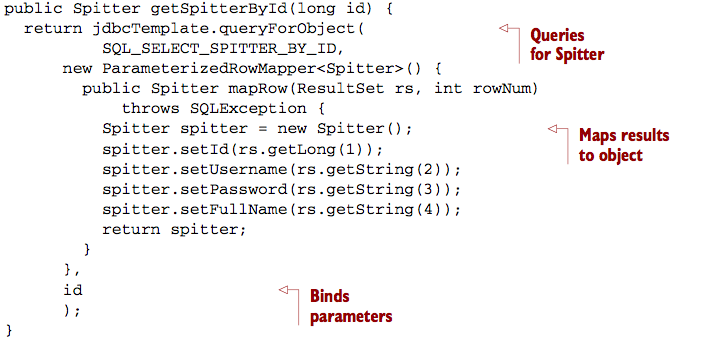 public Spitter getSpitterById(long id) {
return jdbcTemplate.queryForObject(
SQL_SELECT_SPITTER_BY_ID,
Queries
for Spitter
new ParameterizedRowMapper<Spitter>() {
public Spitter mapRow(ResultSet rs, int rowNum)
throws SQLException {
Spitter spitter = new Spitter();
spitter.setId(rs.getLong(1));
Maps results
to object
spitter.setUsername(rs.getString(2));
spitter.setPassword(rs.getString(3));
spitter.setFullName(rs.getString(4));
return spitter;
}
},
id
);
Binds
parameters
}